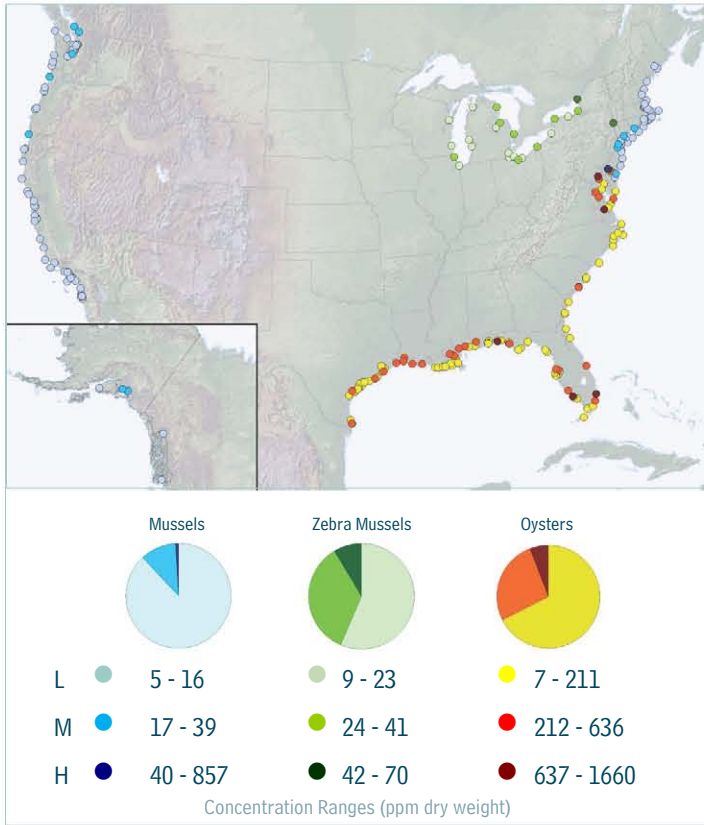 Mussels Zebra Mussels Oysters
L 5 - 16 9 - 23 7 - 211
M 17 - 39 24 - 41 212 - 636
H 40 - 857 42 - 70 637 - 1660
Concentration Ranges (ppm dry weight)